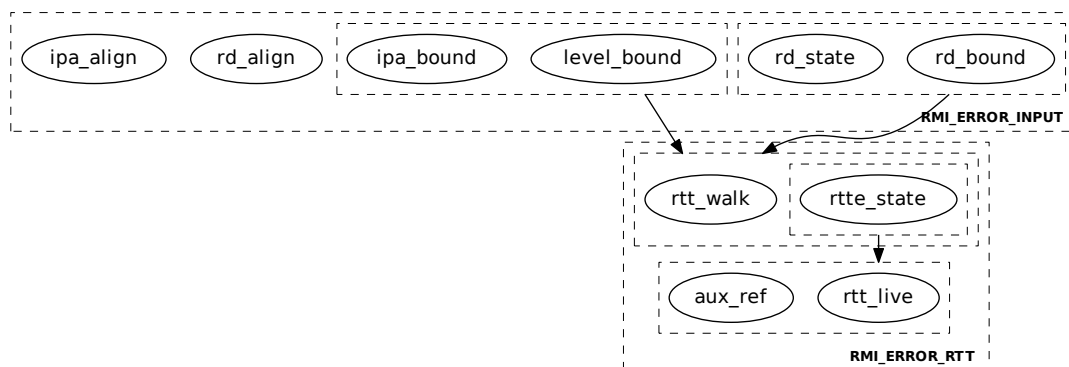 ipa_align rd_align ipa_bound level_bound rd_state rd_bound
RMI_ERROR_INPUT
rtt_walk rtte_state
aux_ref rtt_live
RMI_ERROR_RTT